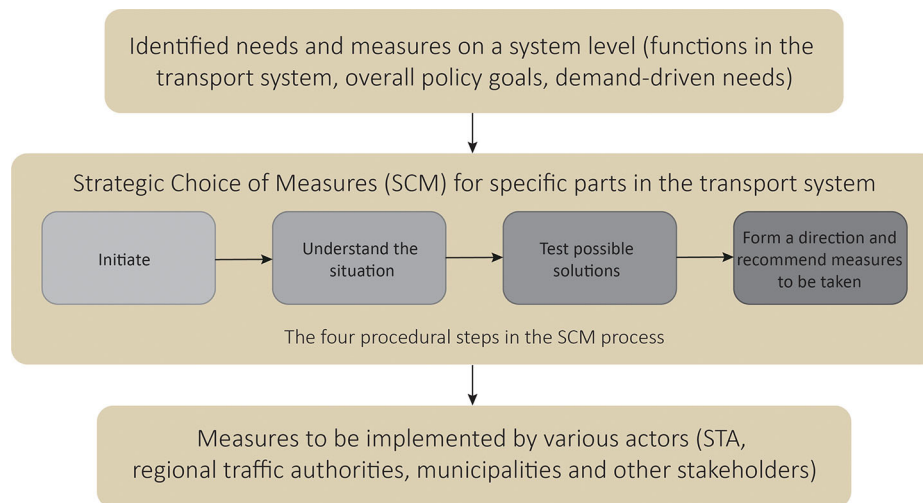 Identified needs and measures on a system level (functions in the
transport system, overall policy goals, demand-driven needs)
Strategic Choice of Measures (SCM) for specific parts in the transport system
Initiate
Understand the
situation
Test possible
solutions
Form a direction and
recommend measures
to be taken
The four procedural steps in the SCM process
Measures to be implemented by various actors (STA,
regional traffic authorities, municipalities and other stakeholders)